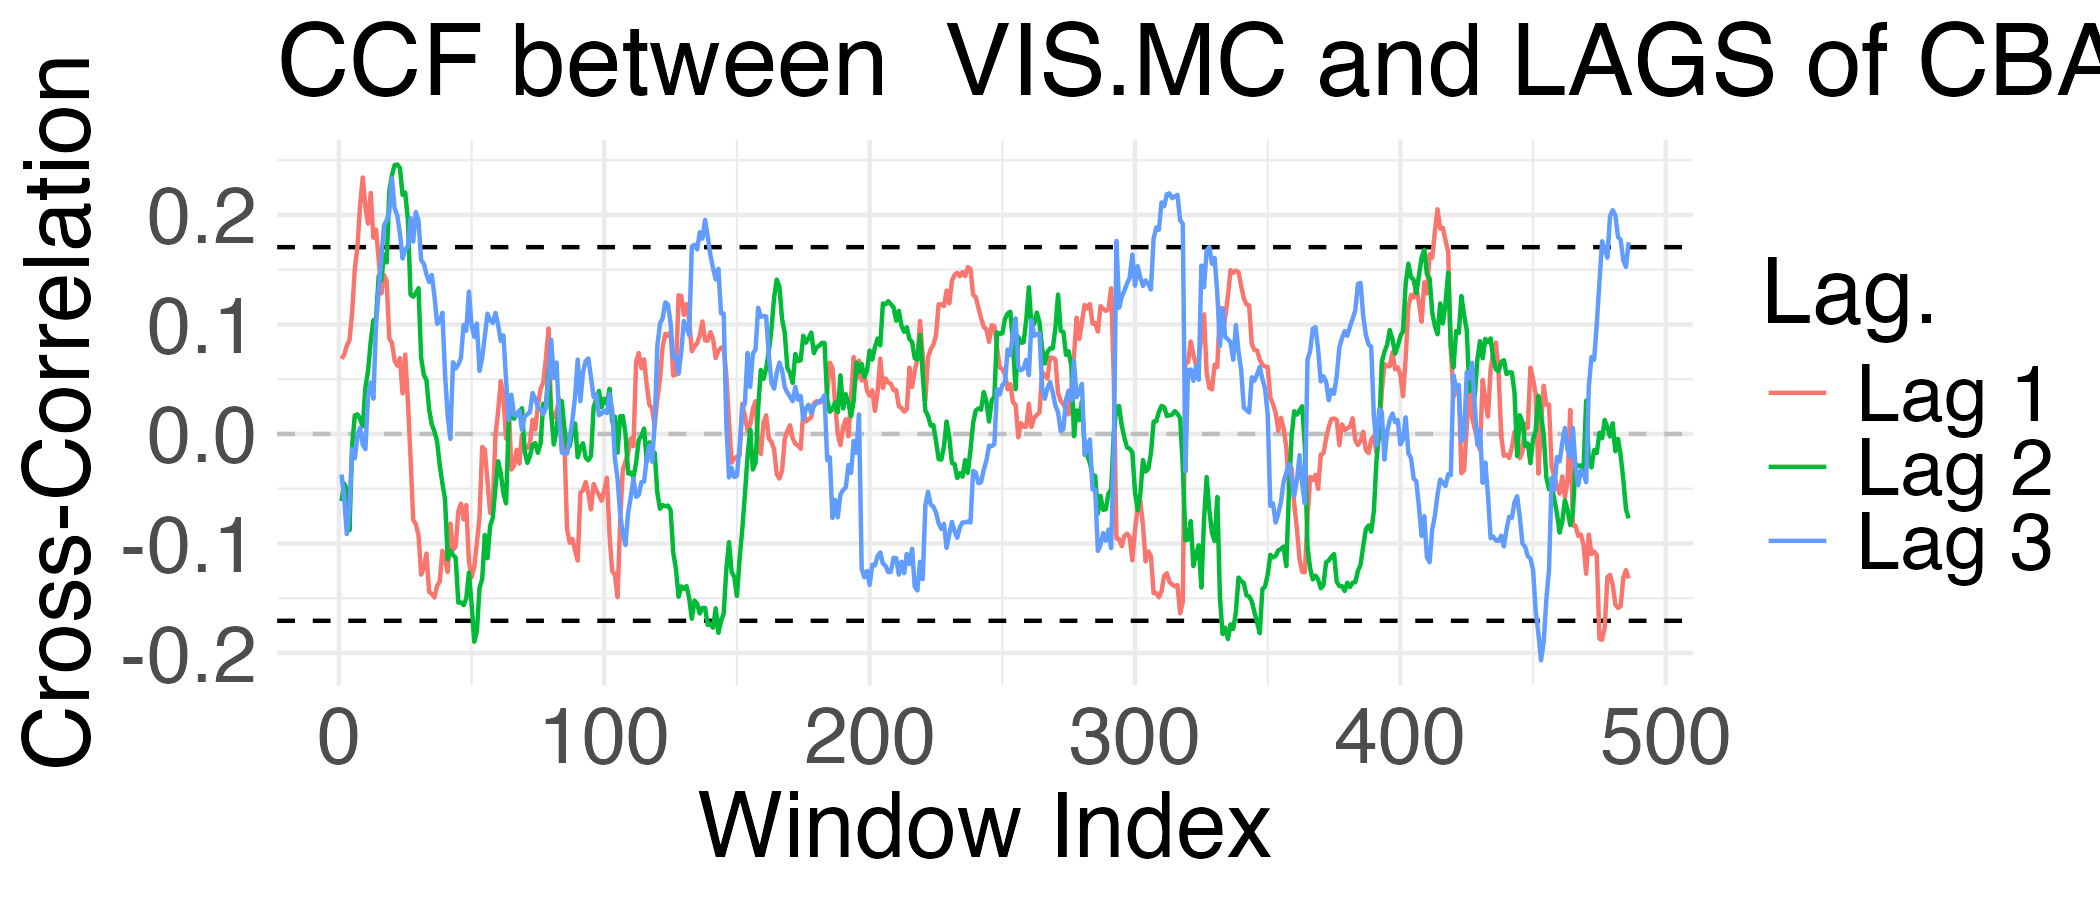 CCF between VIS.MC and LAGS of CBA
Cross-Correlation
0.2
0.1
0.0
-0.1
-0.2
0 100 200 300 400 500
Window Index
Lag.
Lag 1
Lag 2
Lag 3